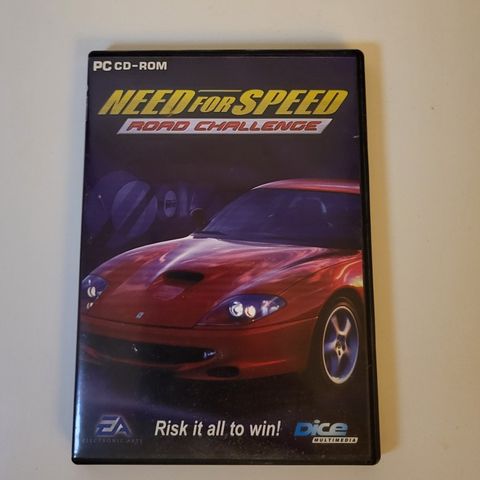 PC CD-ROM
NEED FOR SPEED
ROAD CHALLENGE
Risk it all to win!
EA
ELECTRONIC ARTS
Dice
MULTIMEDIA